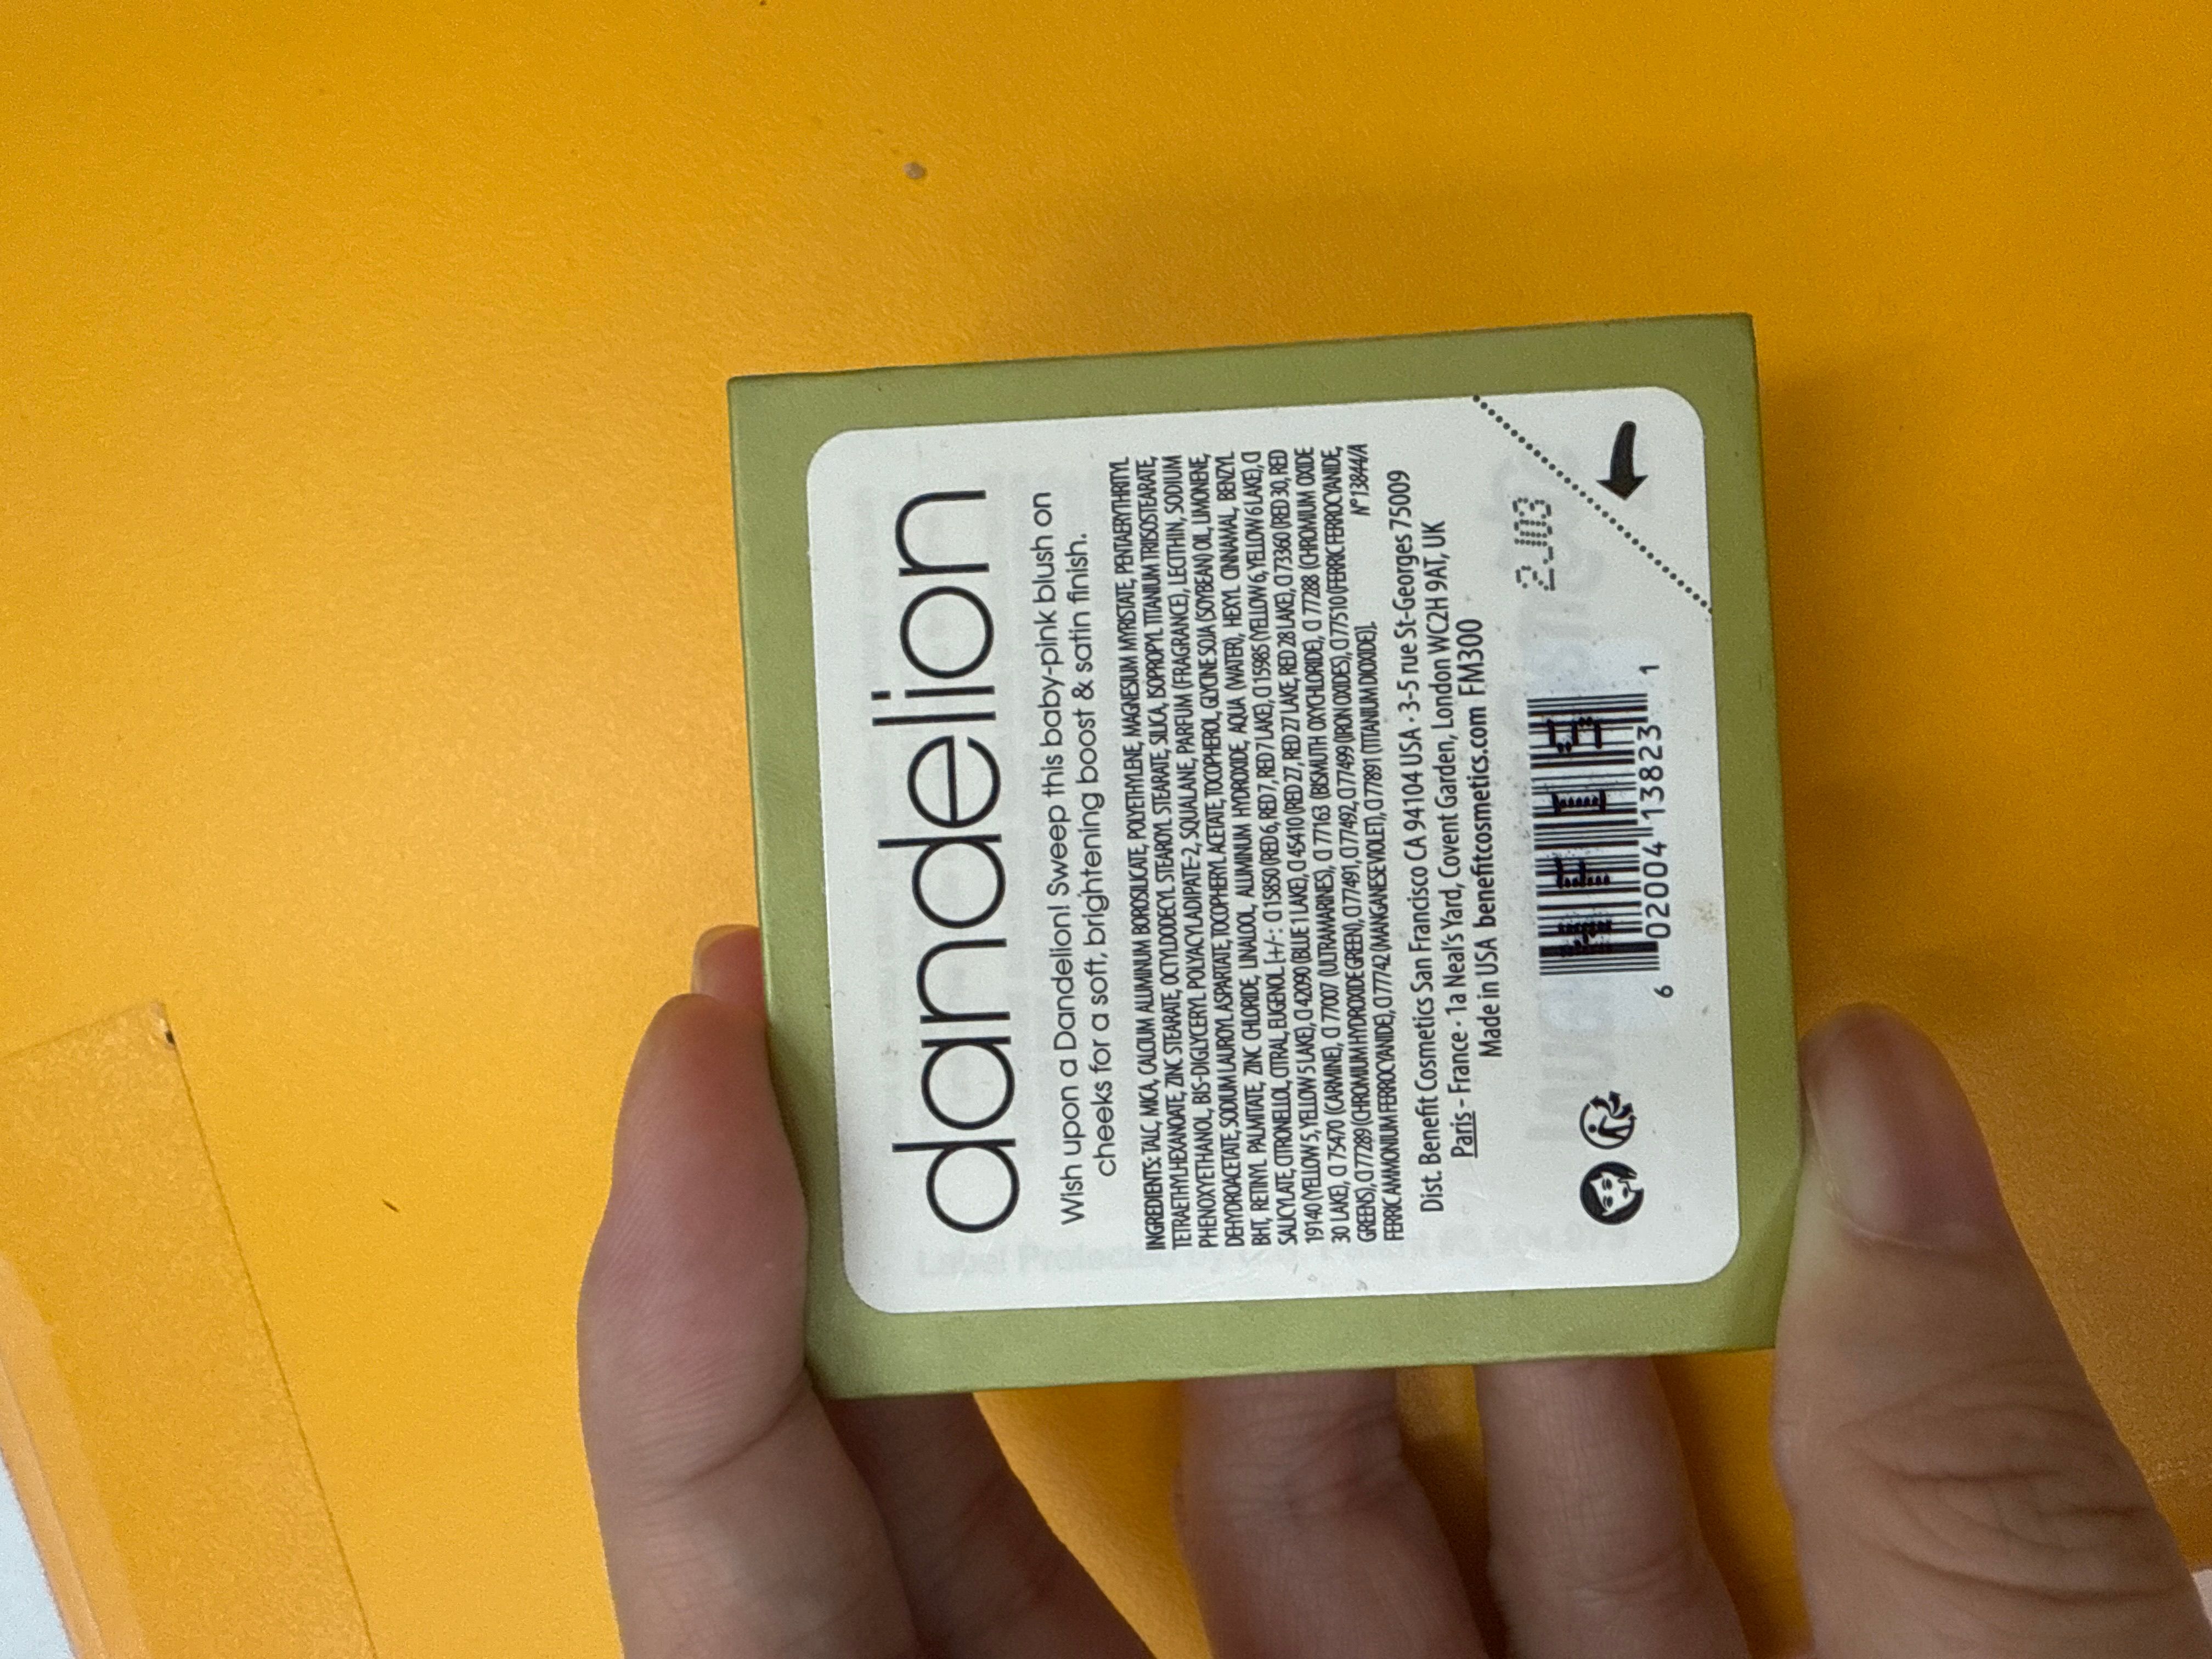 dandelion
Wish upon a Dandelion! Sweep this baby-pink blush on
cheeks for a soft, brightening boost & satin finish.
INGREDIENTS: TALC, MICA, CALCIUM ALUMINUM BOROSILICATE, POLYETHYLENE, MAGNESIUM MYRISTATE, PENTAERYTHRITYL
TETRAETHYLHEXANOATE, ZINC STEARATE, OCTYLDODECYL STEAROYL STEARATE, SILICA, ISOPROPYL TITANIUM TRIISOSTEARATE,
PHENOXYETHANOL, BIS-DIGLYCERYL POLYACYLADIPATE-2, SQUALANE, PARFUM (FRAGRANCE), LECITHIN, SODIUM
DEHYDROACETATE, SODIUM LAUROYL ASPARTATE, TOCOPHERYL ACETATE, TOCOPHEROL, GLYCINE SOJA (SOYBEAN) OIL, LIMONENE,
BHT, RETINYL PALMITATE, ZINC CHLORIDE, LINALOOL, ALUMINUM HYDROXIDE, AQUA (WATER), HEXYL CINNAMAL, BENZYL
SALICYLATE, CITRONELLOL, CITRAL, EUGENOL [+/-: CI 15850 (RED 6, RED 7, RED 7 LAKE), CI 15985 (YELLOW 6, YELLOW 6 LAKE), CI
19140 (YELLOW 5, YELLOW 5 LAKE), CI 42090 (BLUE 1 LAKE), CI 45410 (RED 27, RED 27 LAKE, RED 28 LAKE), CI 73360 (RED 30, RED
30 LAKE), CI 75470 (CARMINE), CI 77007 (ULTRAMARINES), CI 77163 (BISMUTH OXYCHLORIDE), CI 77288 (CHROMIUM OXIDE
GREENS), CI 77289 (CHROMIUM HYDROXIDE GREEN), CI 77491, CI 77492, CI 77499 (IRON OXIDES), CI 77510 (FERRIC FERROCYANIDE,
FERRIC AMMONIUM FERROCYANIDE), CI 77742 (MANGANESE VIOLET), CI 77891 (TITANIUM DIOXIDE)]. N°13844/A
Dist. Benefit Cosmetics San Francisco CA 94104 USA · 3-5 rue St-Georges 75009
Paris - France · 1a Neal's Yard, Covent Garden, London WC2H 9AT, UK
Made in USA benefitcosmetics.com FM300
2J03
6 02004 13823 1